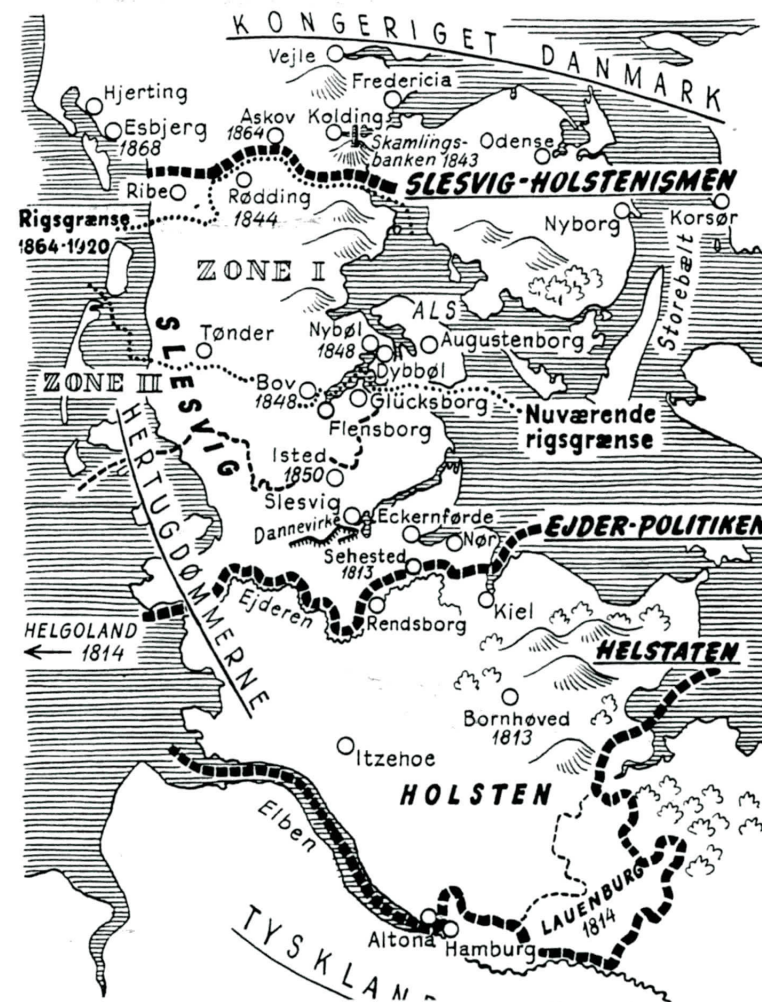 KONGERIGET DANMARK
Vejle
Fredericia
Hjerting
Esbjerg
1868
Askov
1864
Kolding
Skamlings-
banken 1843
Odense
SLESVIG-HOLSTENISMEN
Ribe
Rødding
1844
Rigsgrænse
1864-1920
Nyborg
Korsør
Storebælt
ZONE I
ALS
Tønder
Nybøl
1848
Augustenborg
Dybbøl
ZONE II
SLESVIG
Bov
1848
Glücksborg
Flensborg
Nuværende
rigsgrænse
HERTUGDØMMERNE
Isted
1850
Slesvig
Dannevirke
Eckernførde
Nør
EJDER-POLITIKEN
Sehested
1813
Ejderen
Rendsborg
Kiel
HELGOLAND
1814
HELSTATEN
Bornhøved
1813
Itzehoe
HOLSTEN
Elben
LAUENBURG
1814
Altona
Hamburg